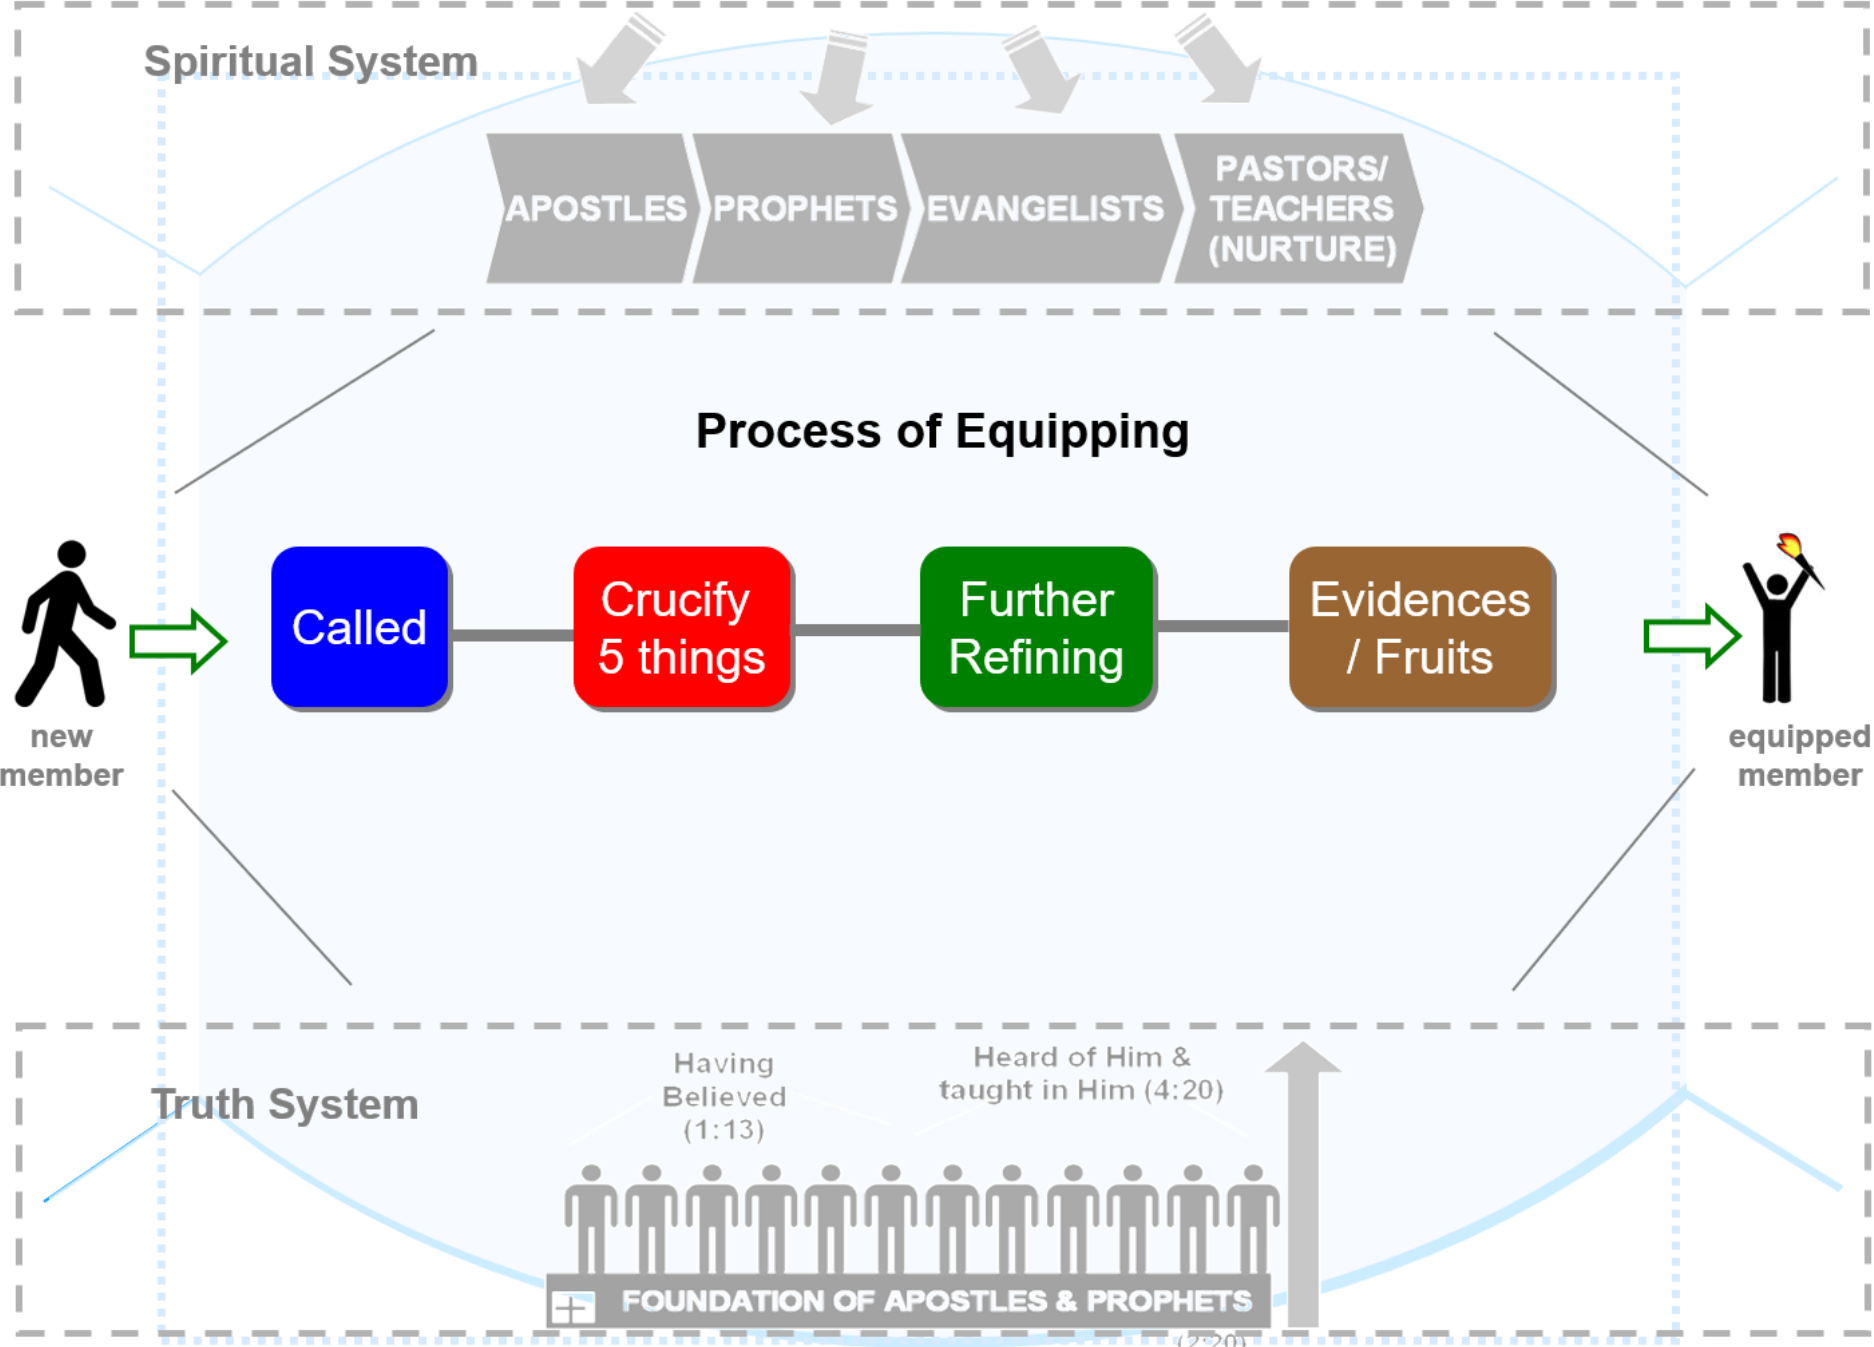 Spiritual System
APOSTLES
PROPHETS
EVANGELISTS
PASTORS/
TEACHERS
(NURTURE)
Process of Equipping
Called
Crucify
5 things
Further
Refining
Evidences
/ Fruits
new
member
equipped
member
Truth System
Having
Believed
(1:13)
Heard of Him &
taught in Him (4:20)
FOUNDATION OF APOSTLES & PROPHETS
(2:20)